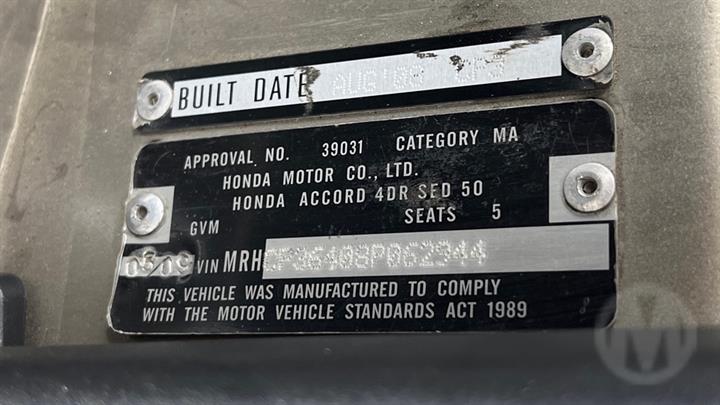 BUILT DATE AUG'08
APPROVAL NO. 39031 CATEGORY MA
HONDA MOTOR CO., LTD.
HONDA ACCORD 4DR SED 50
SEATS 5
GVM
VIN MRHCP36408P062944
THIS VEHICLE WAS MANUFACTURED TO COMPLY
WITH THE MOTOR VEHICLE STANDARDS ACT 1989